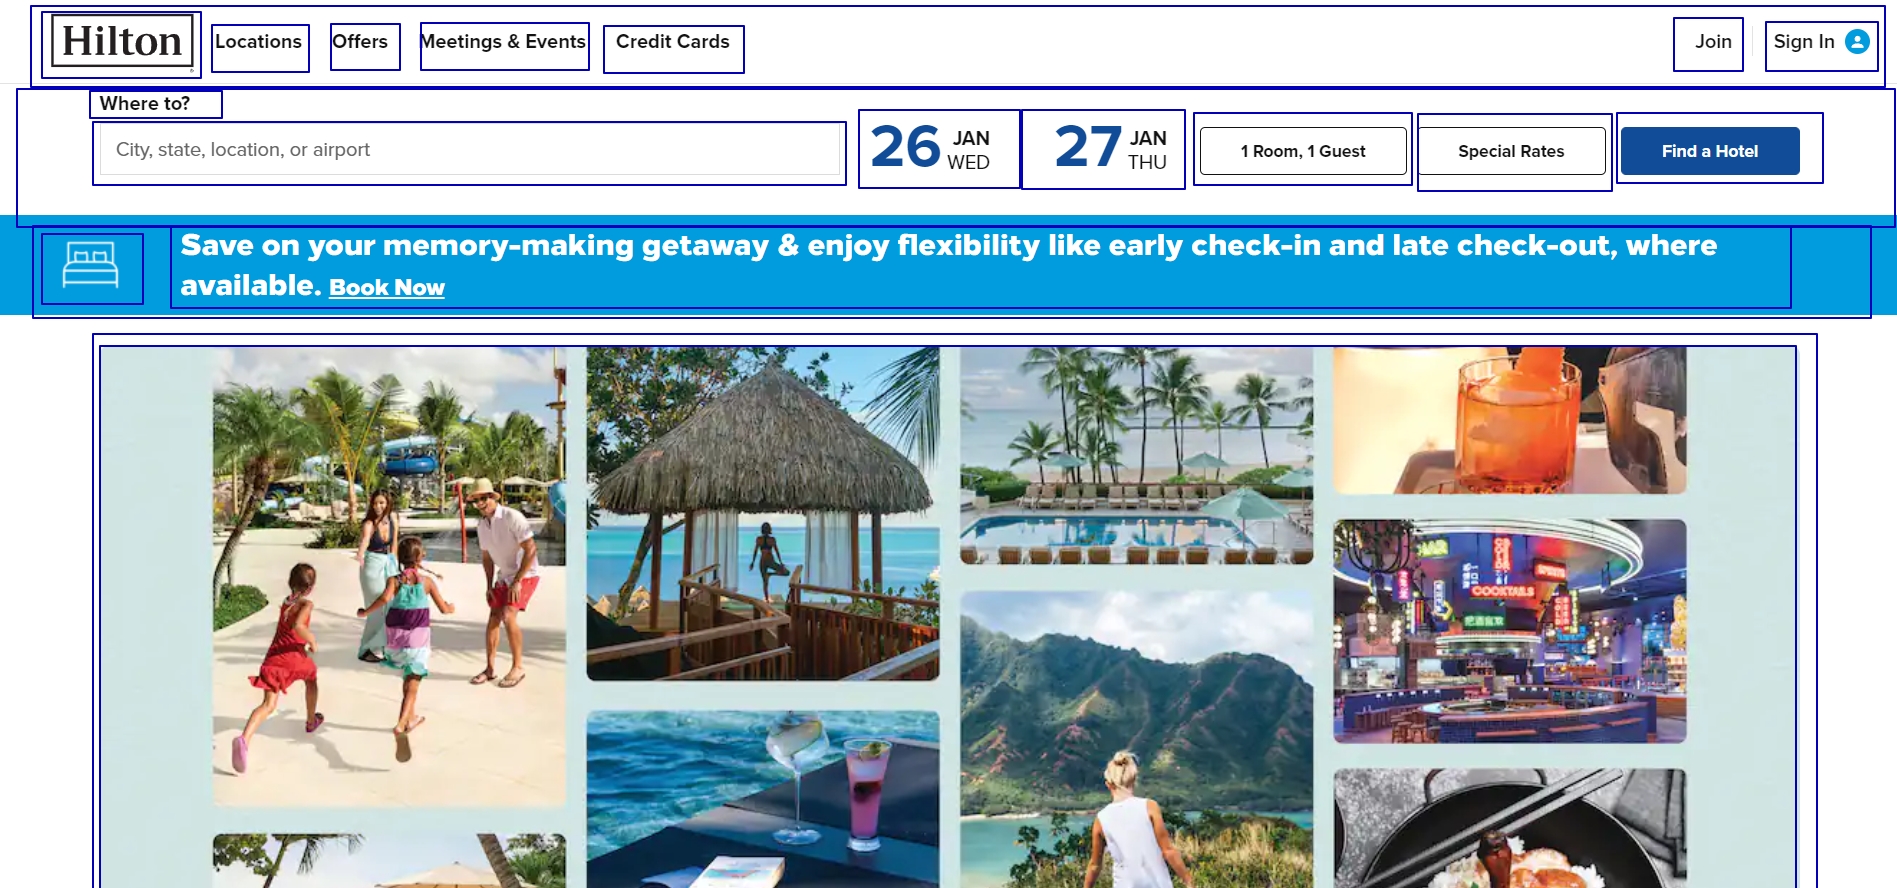 Hilton
Locations
Offers
Meetings & Events
Credit Cards
Join
Sign In
Where to?
City, state, location, or airport
26 JAN WED
27 JAN THU
1 Room, 1 Guest
Special Rates
Find a Hotel
Save on your memory-making getaway & enjoy flexibility like early check-in and late check-out, where
available. Book Now
COCKTAILS